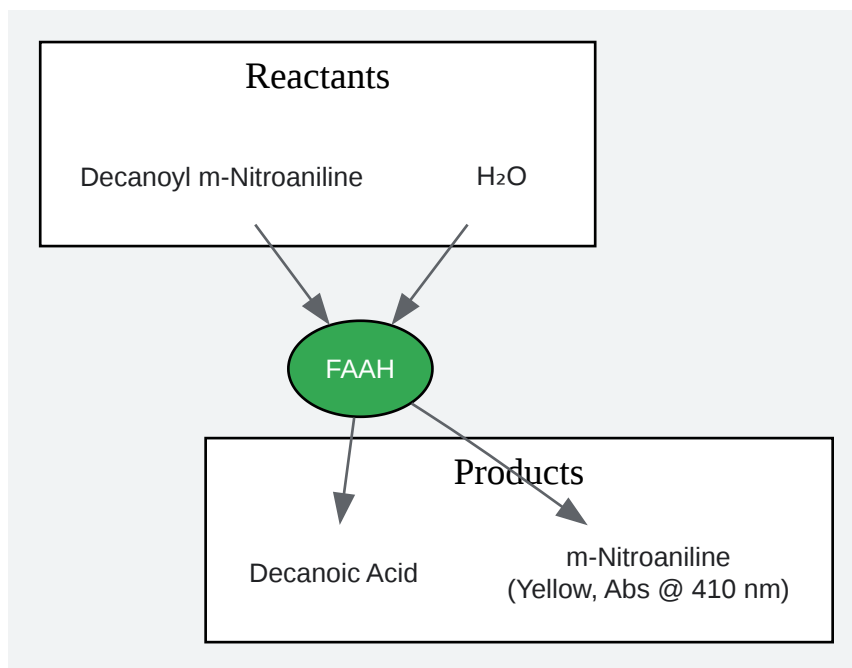 Reactants
Decanoyl m-Nitroaniline
H₂O
FAAH
Products
Decanoic Acid
m-Nitroaniline
(Yellow, Abs @ 410 nm)